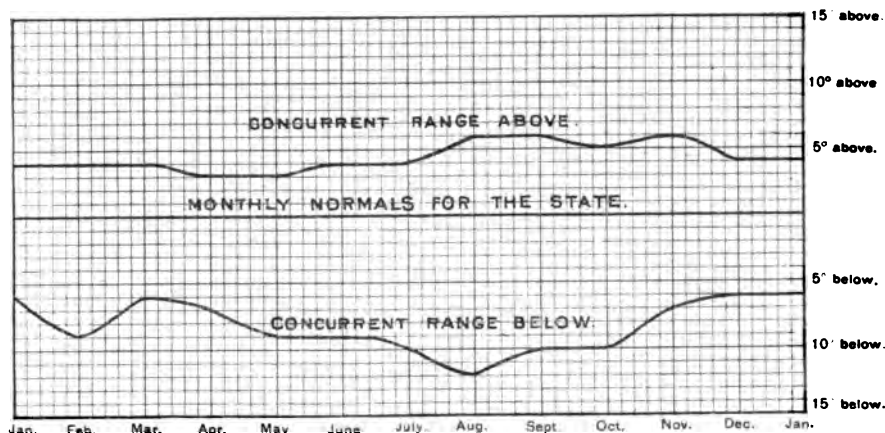 15° above.
10° above
CONCURRENT RANGE ABOVE.
5° above.
MONTHLY NORMALS FOR THE STATE.
5° below.
CONCURRENT RANGE BELOW.
10° below.
15° below.
Jan. Feb. Mar. Apr. May June July. Aug. Sept. Oct. Nov. Dec. Jan.